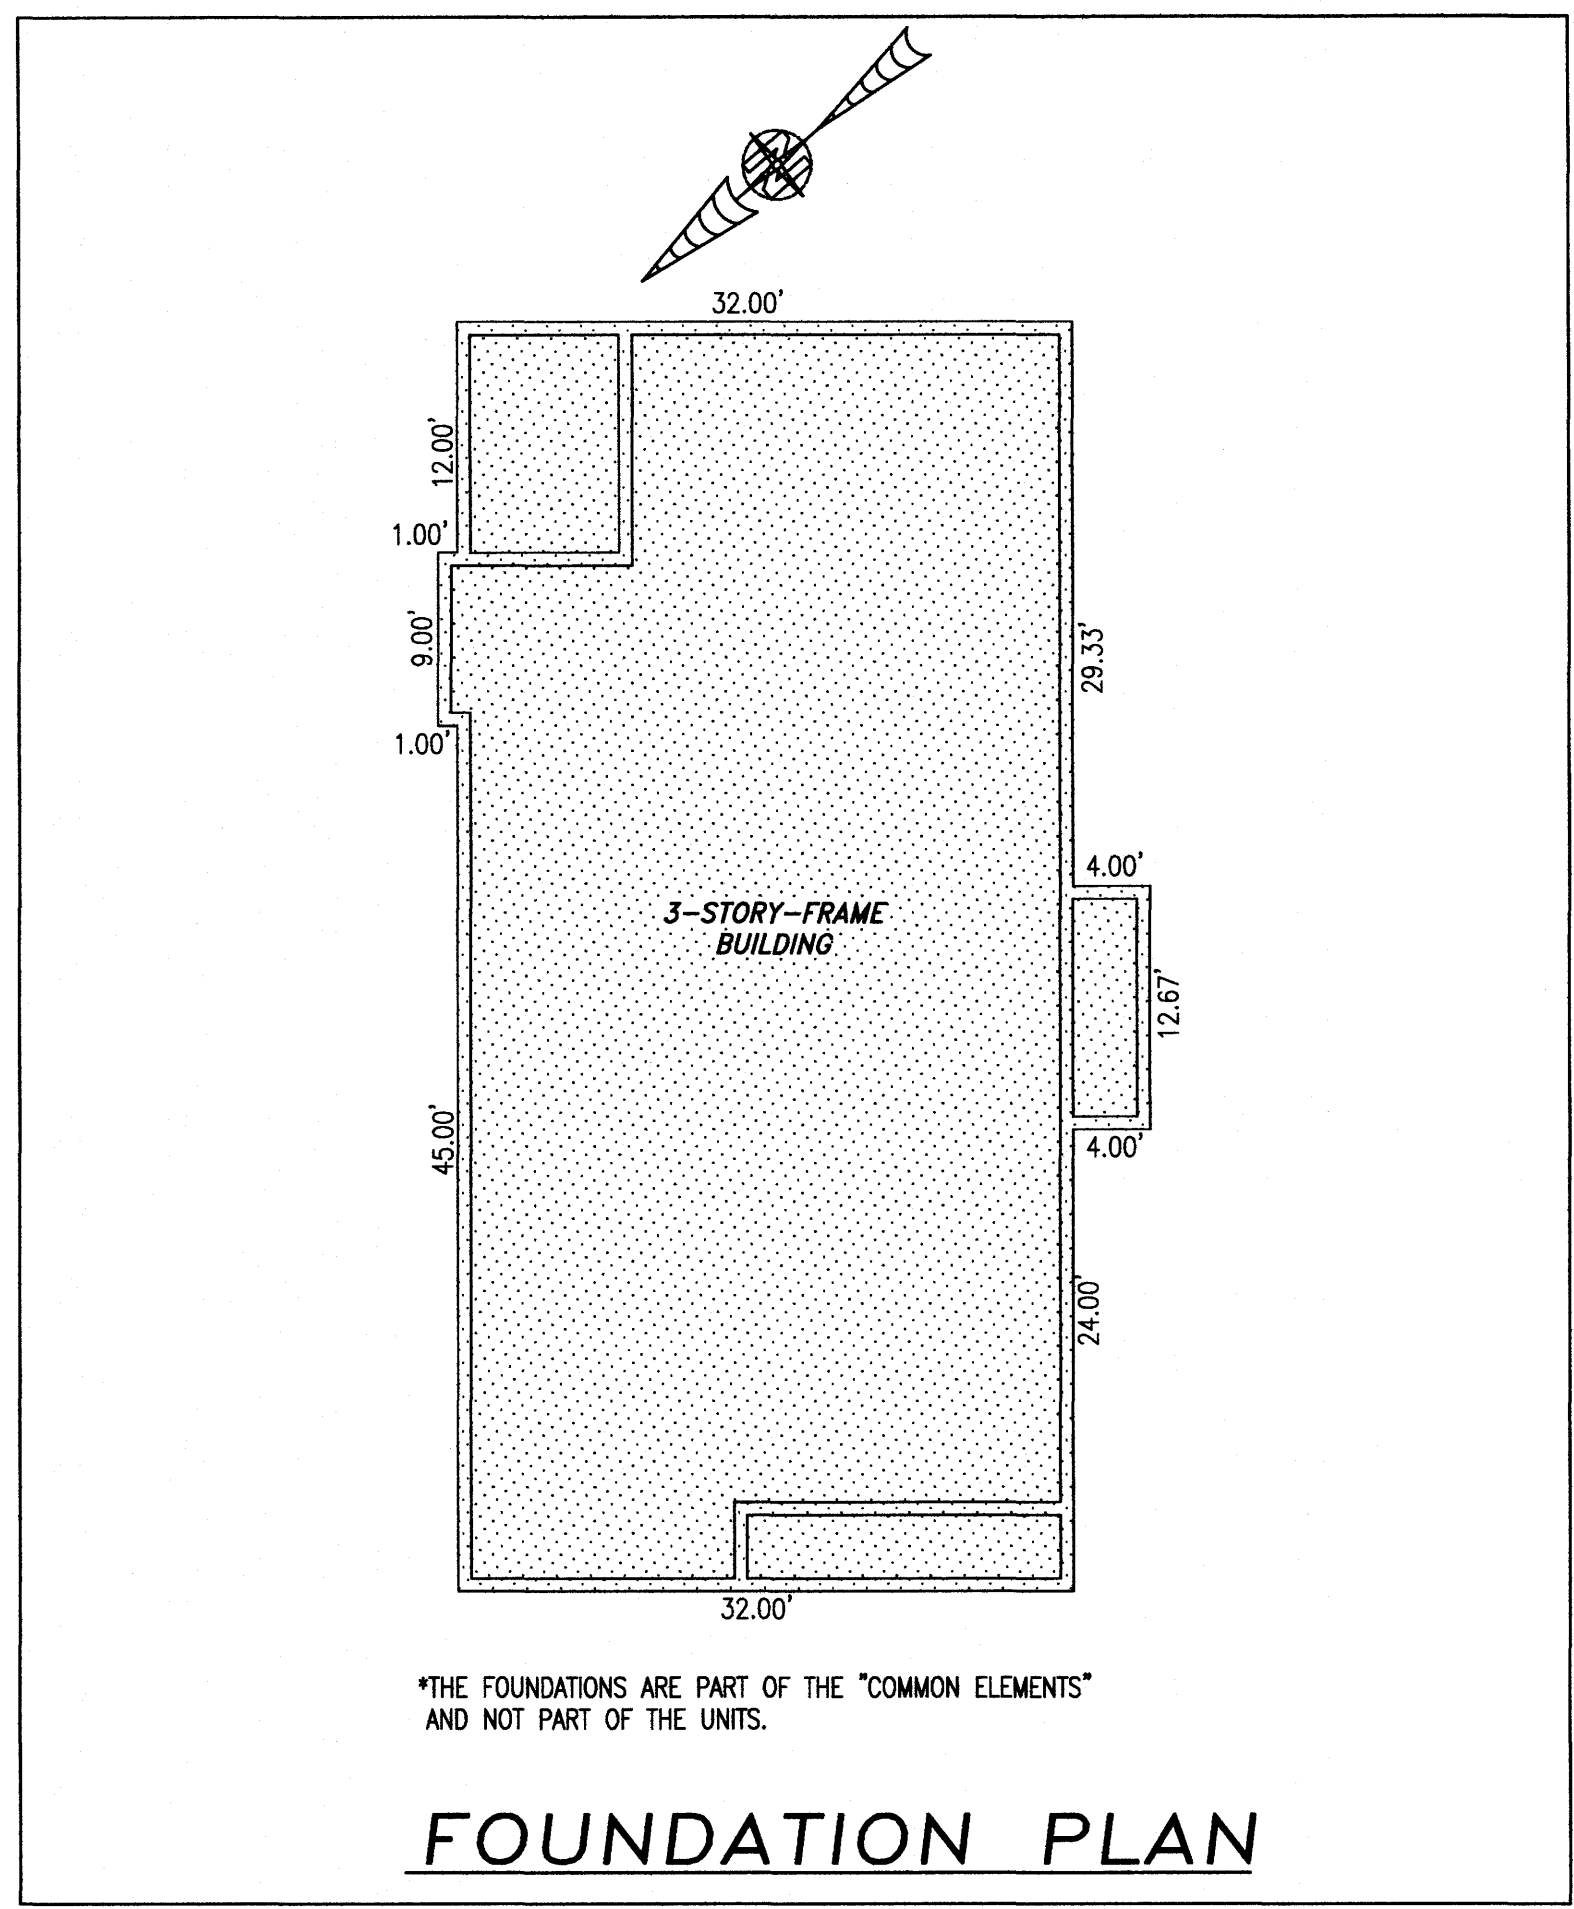 32.00'
12.00'
1.00'
9.00'
29.33'
1.00'
4.00'
3-STORY-FRAME
BUILDING
12.67'
45.00'
4.00'
24.00'
32.00'
*THE FOUNDATIONS ARE PART OF THE "COMMON ELEMENTS"
AND NOT PART OF THE UNITS.
FOUNDATION PLAN